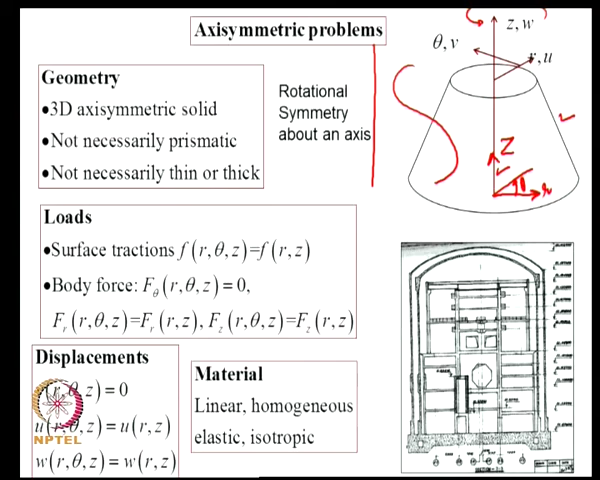 Axisymmetric problems
z, w
θ, v
r, u
Geometry
•3D axisymmetric solid
•Not necessarily prismatic
•Not necessarily thin or thick
Rotational
Symmetry
about an axis
Z
r
θ
Loads
•Surface tractions f(r,θ,z)=f(r,z)
•Body force: F_θ(r,θ,z)=0,
F_r(r,θ,z)=F_r(r,z), F_z(r,θ,z)=F_z(r,z)
Displacements
(r,θ,z)=0
u(r,θ,z)=u(r,z)
w(r,θ,z)=w(r,z)
NPTEL
Material
Linear, homogeneous
elastic, isotropic